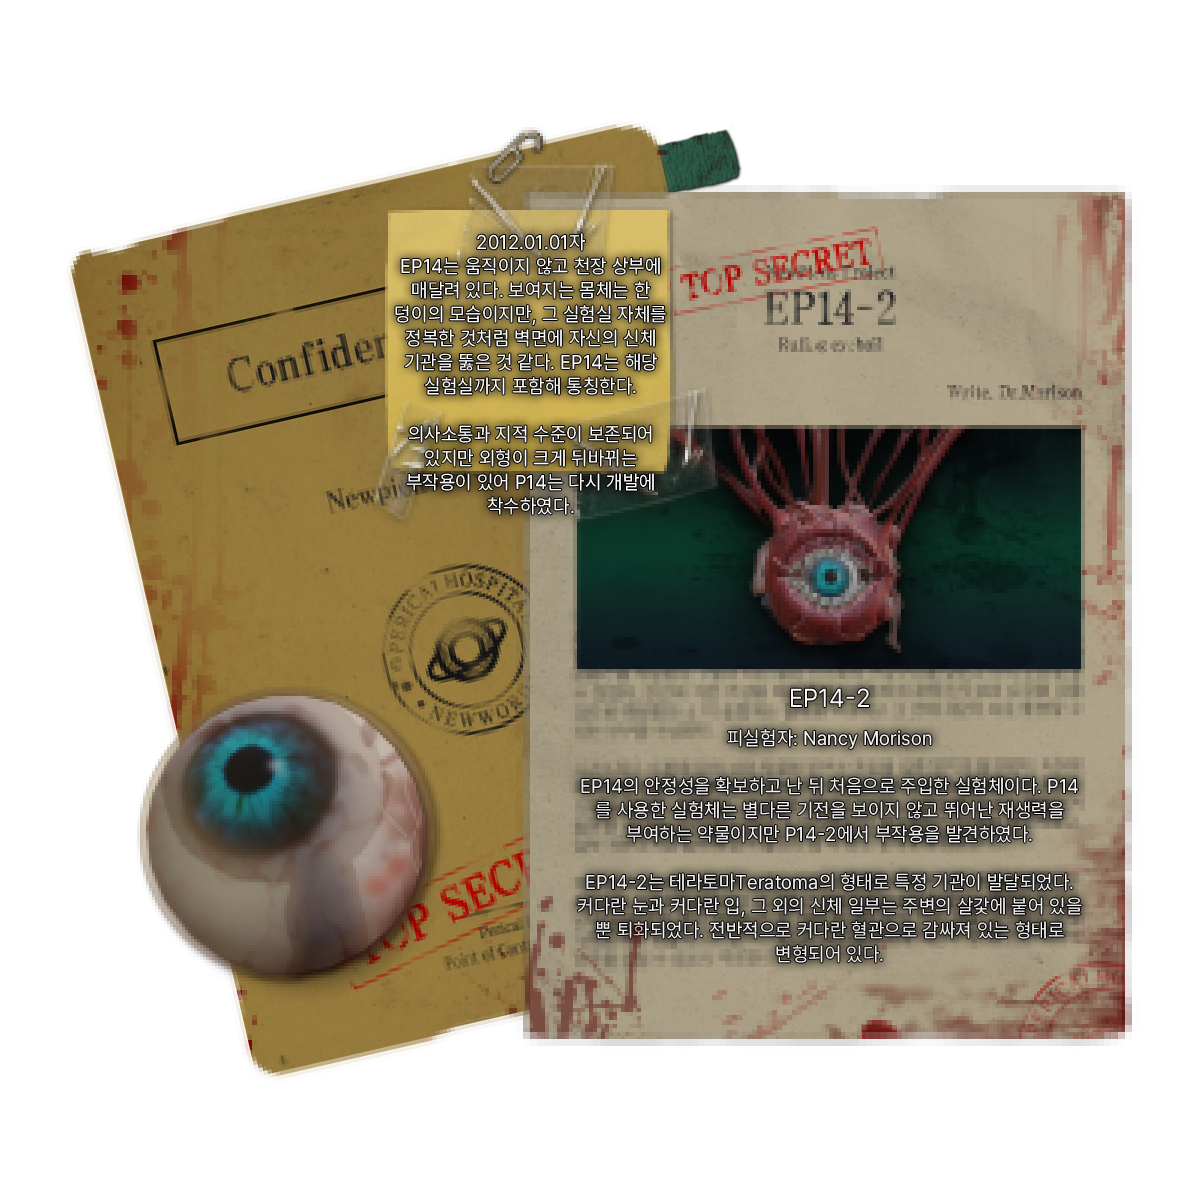 2012.01.01자
EP14는 움직이지 않고 천장 상부에
매달려 있다. 보여지는 몸체는 한
덩이의 모습이지만, 그 실험실 자체를
정복한 것처럼 벽면에 자신의 신체
기관을 뚫은 것 같다. EP14는 해당
실험실까지 포함해 통칭한다.
의사소통과 지적 수준이 보존되어
있지만 외형이 크게 뒤바뀌는
부작용이 있어 P14는 다시 개발에
착수하였다.
TOP SECRET
EP14-2
Write. Dr.Morison
EP14-2
피실험자: Nancy Morison
EP14의 안정성을 확보하고 난 뒤 처음으로 주입한 실험체이다. P14
를 사용한 실험체는 별다른 기전을 보이지 않고 뛰어난 재생력을
부여하는 약물이지만 P14-2에서 부작용을 발견하였다.
EP14-2는 테라토마Teratoma의 형태로 특정 기관이 발달되었다.
커다란 눈과 커다란 입, 그 외의 신체 일부는 주변의 살갗에 붙어 있을
뿐 퇴화되었다. 전반적으로 커다란 혈관으로 감싸져 있는 형태로
변형되어 있다.
Confiden
PERICAL HOSPITA
NEWWOR
OP SECR
Point of Cont